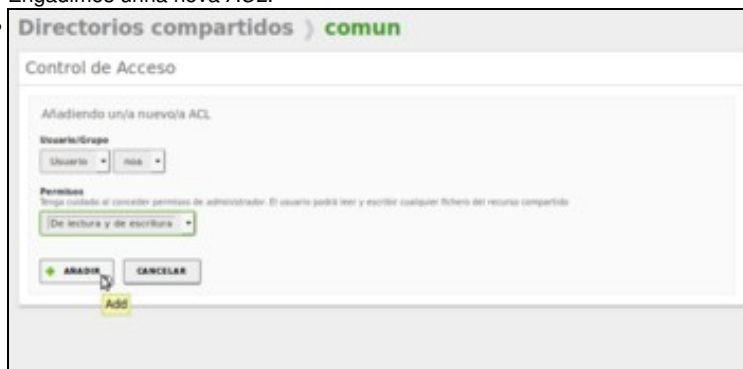 Engadimos unha nova ACL.
Directorios compartidos > comun
Control de Acceso
Añadiendo un/a nuevo/a ACL
Usuario/Grupo
Usuario noa
Permisos
Tenga cuidado al conceder permisos de administrador. El usuario podrá leer y escribir cualquier fichero del recurso compartido
De lectura y de escritura
AÑADIR CANCELAR
Add